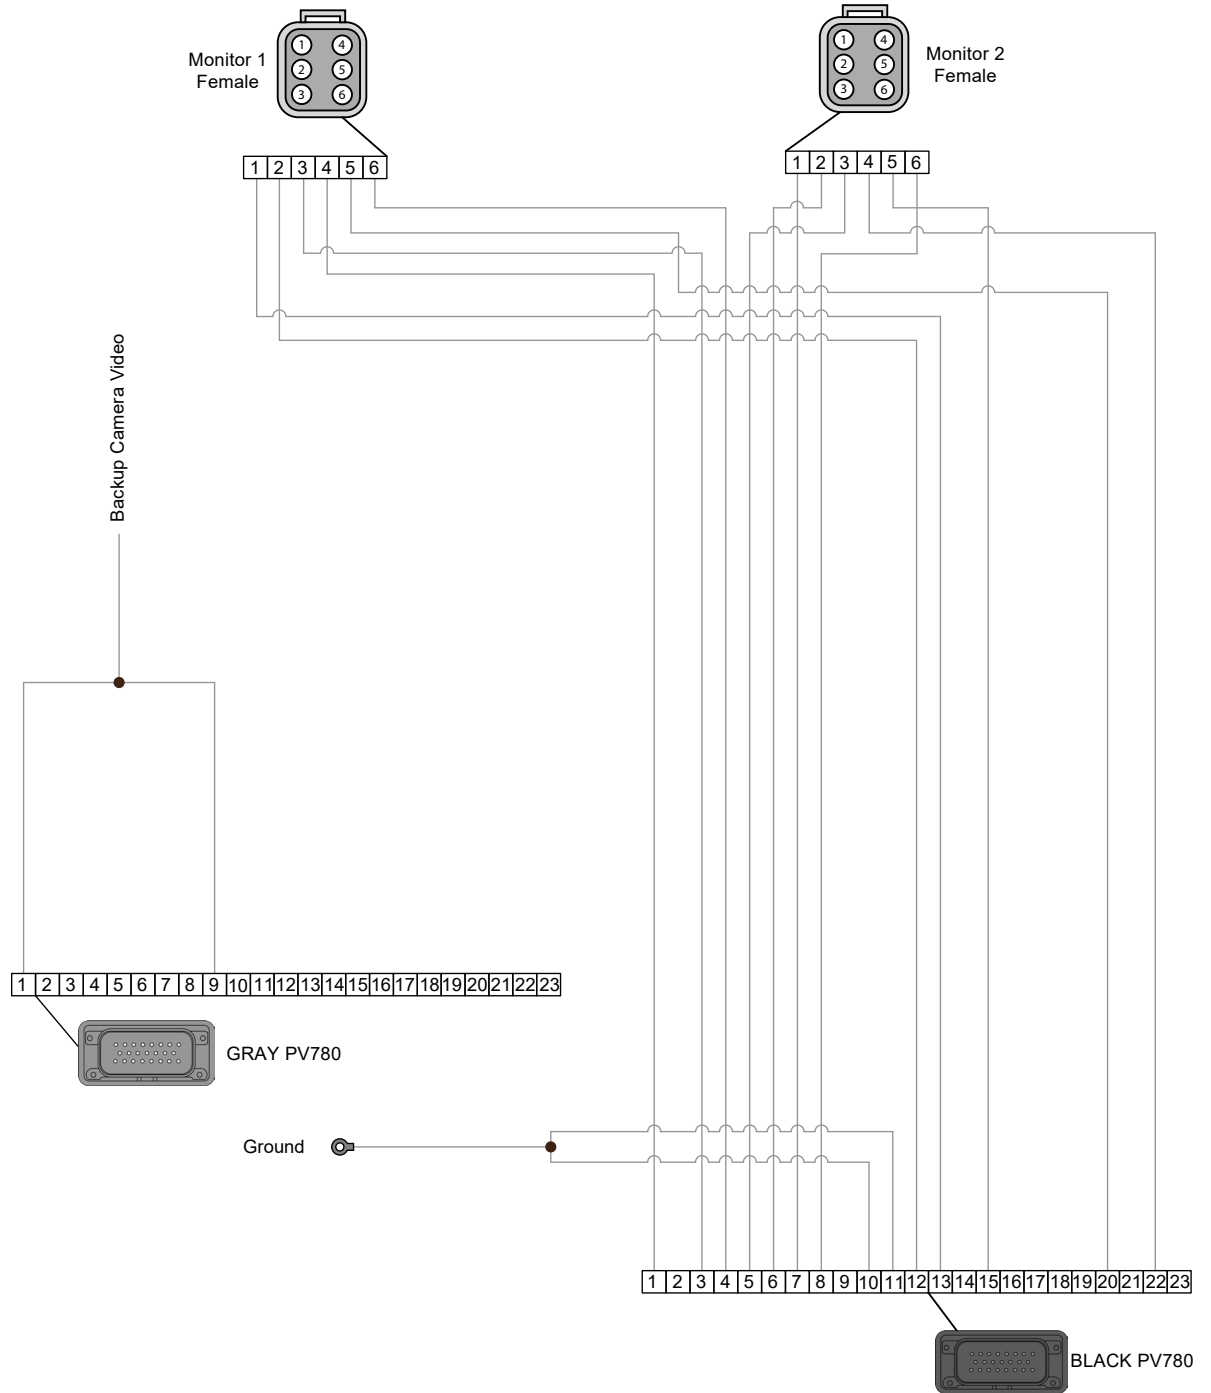 Monitor 1
Female
1 4
2 5
3 6
Monitor 2
Female
1 4
2 5
3 6
1 2 3 4 5 6
1 2 3 4 5 6
Backup Camera Video
1 2 3 4 5 6 7 8 9 10 11 12 13 14 15 16 17 18 19 20 21 22 23
GRAY PV780
Ground
1 2 3 4 5 6 7 8 9 10 11 12 13 14 15 16 17 18 19 20 21 22 23
BLACK PV780